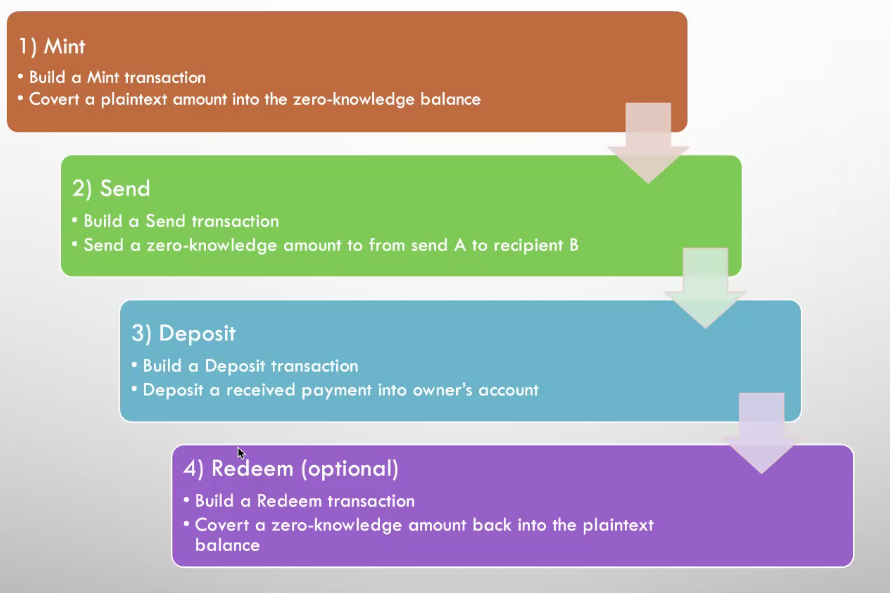 1) Mint
• Build a Mint transaction
• Covert a plaintext amount into the zero-knowledge balance
2) Send
• Build a Send transaction
• Send a zero-knowledge amount to from send A to recipient B
3) Deposit
• Build a Deposit transaction
• Deposit a received payment into owner’s account
4) Redeem (optional)
• Build a Redeem transaction
• Covert a zero-knowledge amount back into the plaintext
balance